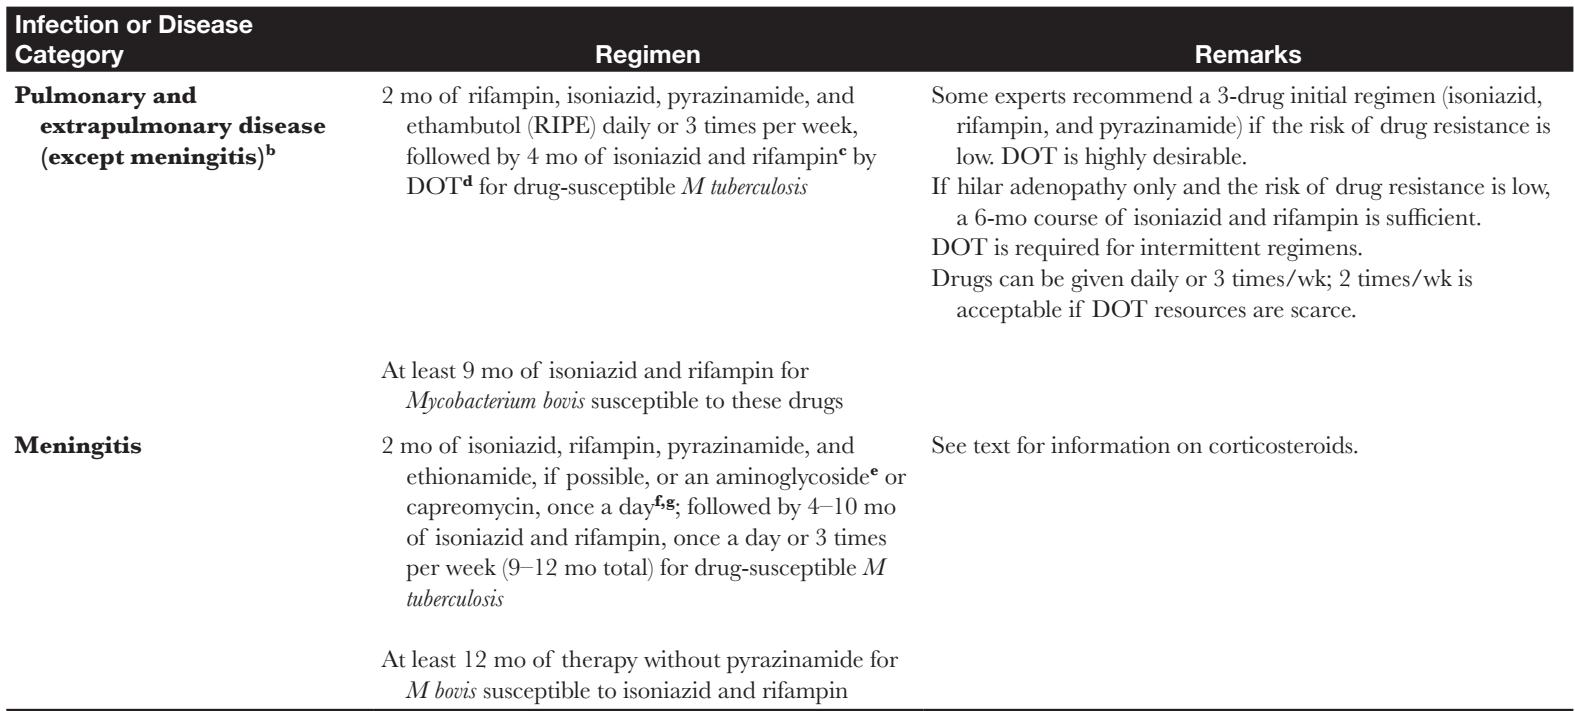 Infection or Disease
Category
Regimen
Remarks
Pulmonary and
extrapulmonary disease
(except meningitis)b
2 mo of rifampin, isoniazid, pyrazinamide, and
ethambutol (RIPE) daily or 3 times per week,
followed by 4 mo of isoniazid and rifampinc by
DOTd for drug-susceptible M tuberculosis
Some experts recommend a 3-drug initial regimen (isoniazid,
rifampin, and pyrazinamide) if the risk of drug resistance is
low. DOT is highly desirable.
If hilar adenopathy only and the risk of drug resistance is low,
a 6-mo course of isoniazid and rifampin is sufficient.
DOT is required for intermittent regimens.
Drugs can be given daily or 3 times/wk; 2 times/wk is
acceptable if DOT resources are scarce.
At least 9 mo of isoniazid and rifampin for
Mycobacterium bovis susceptible to these drugs
Meningitis
2 mo of isoniazid, rifampin, pyrazinamide, and
ethionamide, if possible, or an aminoglycosidee or
capreomycin, once a dayf,g; followed by 4–10 mo
of isoniazid and rifampin, once a day or 3 times
per week (9–12 mo total) for drug-susceptible M
tuberculosis
See text for information on corticosteroids.
At least 12 mo of therapy without pyrazinamide for
M bovis susceptible to isoniazid and rifampin